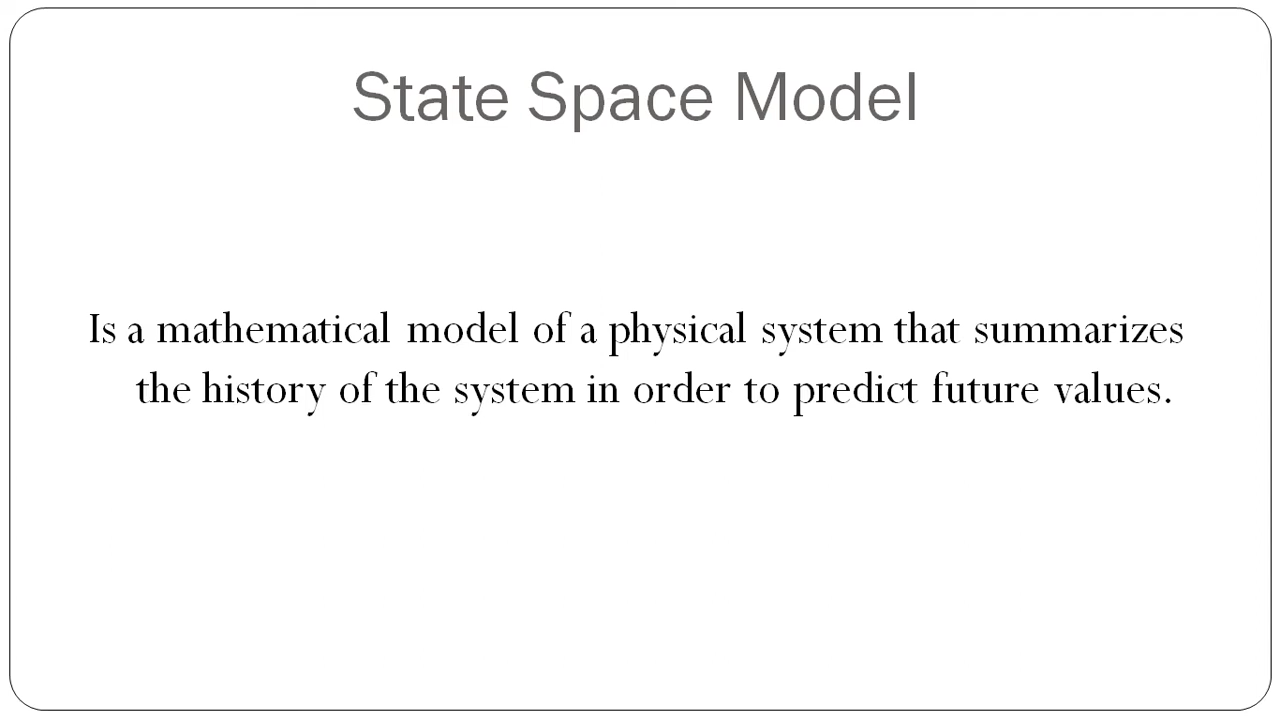 State Space Model
Is a mathematical model of a physical system that summarizes
the history of the system in order to predict future values.